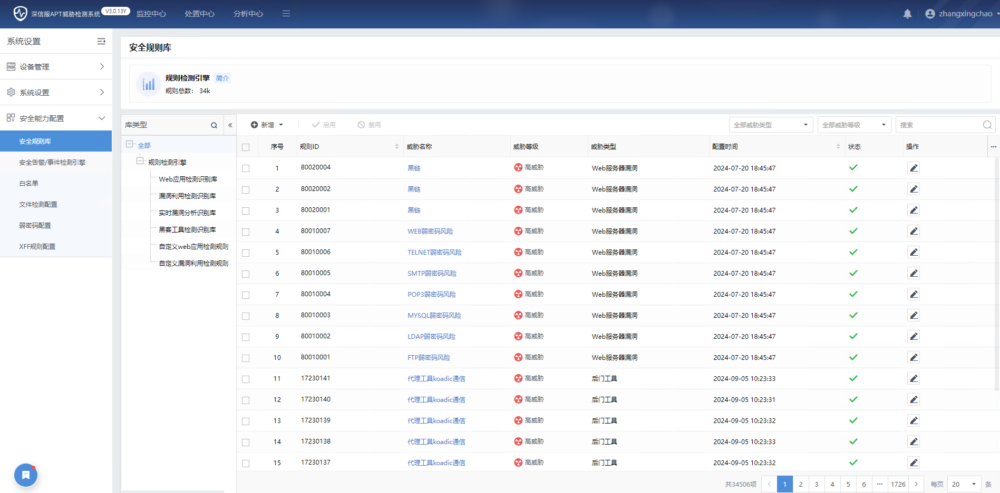 深信服APT威胁检测系统 V3.0.13Y 监控中心 处置中心 分析中心 zhangxingchao
系统设置
设备管理
系统设置
安全能力配置
安全规则库
安全告警/事件检测引擎
白名单
文件检测配置
弱密码配置
XFF规则配置
安全规则库
规则检测引擎 简介
规则总数： 34k
库类型 «
全部
规则检测引擎
Web应用检测识别库
漏洞利用检测识别库
实时漏洞分析识别库
黑客工具检测识别库
自定义web应用检测规则
自定义漏洞利用检测规则
新增 启用 禁用 全部威胁类型 全部威胁等级 搜索
序号 规则ID 威胁名称 威胁等级 威胁类型 配置时间 状态 操作 ...
1 80020004 黑链 高威胁 Web服务器漏洞 2024-07-20 18:45:47
2 80020002 黑链 高威胁 Web服务器漏洞 2024-07-20 18:45:47
3 80020001 黑链 高威胁 Web服务器漏洞 2024-07-20 18:45:47
4 80010007 WEB弱密码风险 高威胁 Web服务器漏洞 2024-07-20 18:45:47
5 80010006 TELNET弱密码风险 高威胁 Web服务器漏洞 2024-07-20 18:45:47
6 80010005 SMTP弱密码风险 高威胁 Web服务器漏洞 2024-07-20 18:45:47
7 80010004 POP3弱密码风险 高威胁 Web服务器漏洞 2024-07-20 18:45:47
8 80010003 MYSQL弱密码风险 高威胁 Web服务器漏洞 2024-07-20 18:45:47
9 80010002 LDAP弱密码风险 高威胁 Web服务器漏洞 2024-07-20 18:45:47
10 80010001 FTP弱密码风险 高威胁 Web服务器漏洞 2024-07-20 18:45:47
11 17230141 代理工具koadic通信 高威胁 后门工具 2024-09-05 10:23:33
12 17230140 代理工具koadic通信 高威胁 后门工具 2024-09-05 10:23:31
13 17230139 代理工具koadic通信 高威胁 后门工具 2024-09-05 10:23:32
14 17230138 代理工具koadic通信 高威胁 后门工具 2024-09-05 10:23:33
15 17230137 代理工具koadic通信 高威胁 后门工具 2024-09-05 10:23:32
共34506项 < 1 2 3 4 5 6 ... 1726 > 每页 20 条